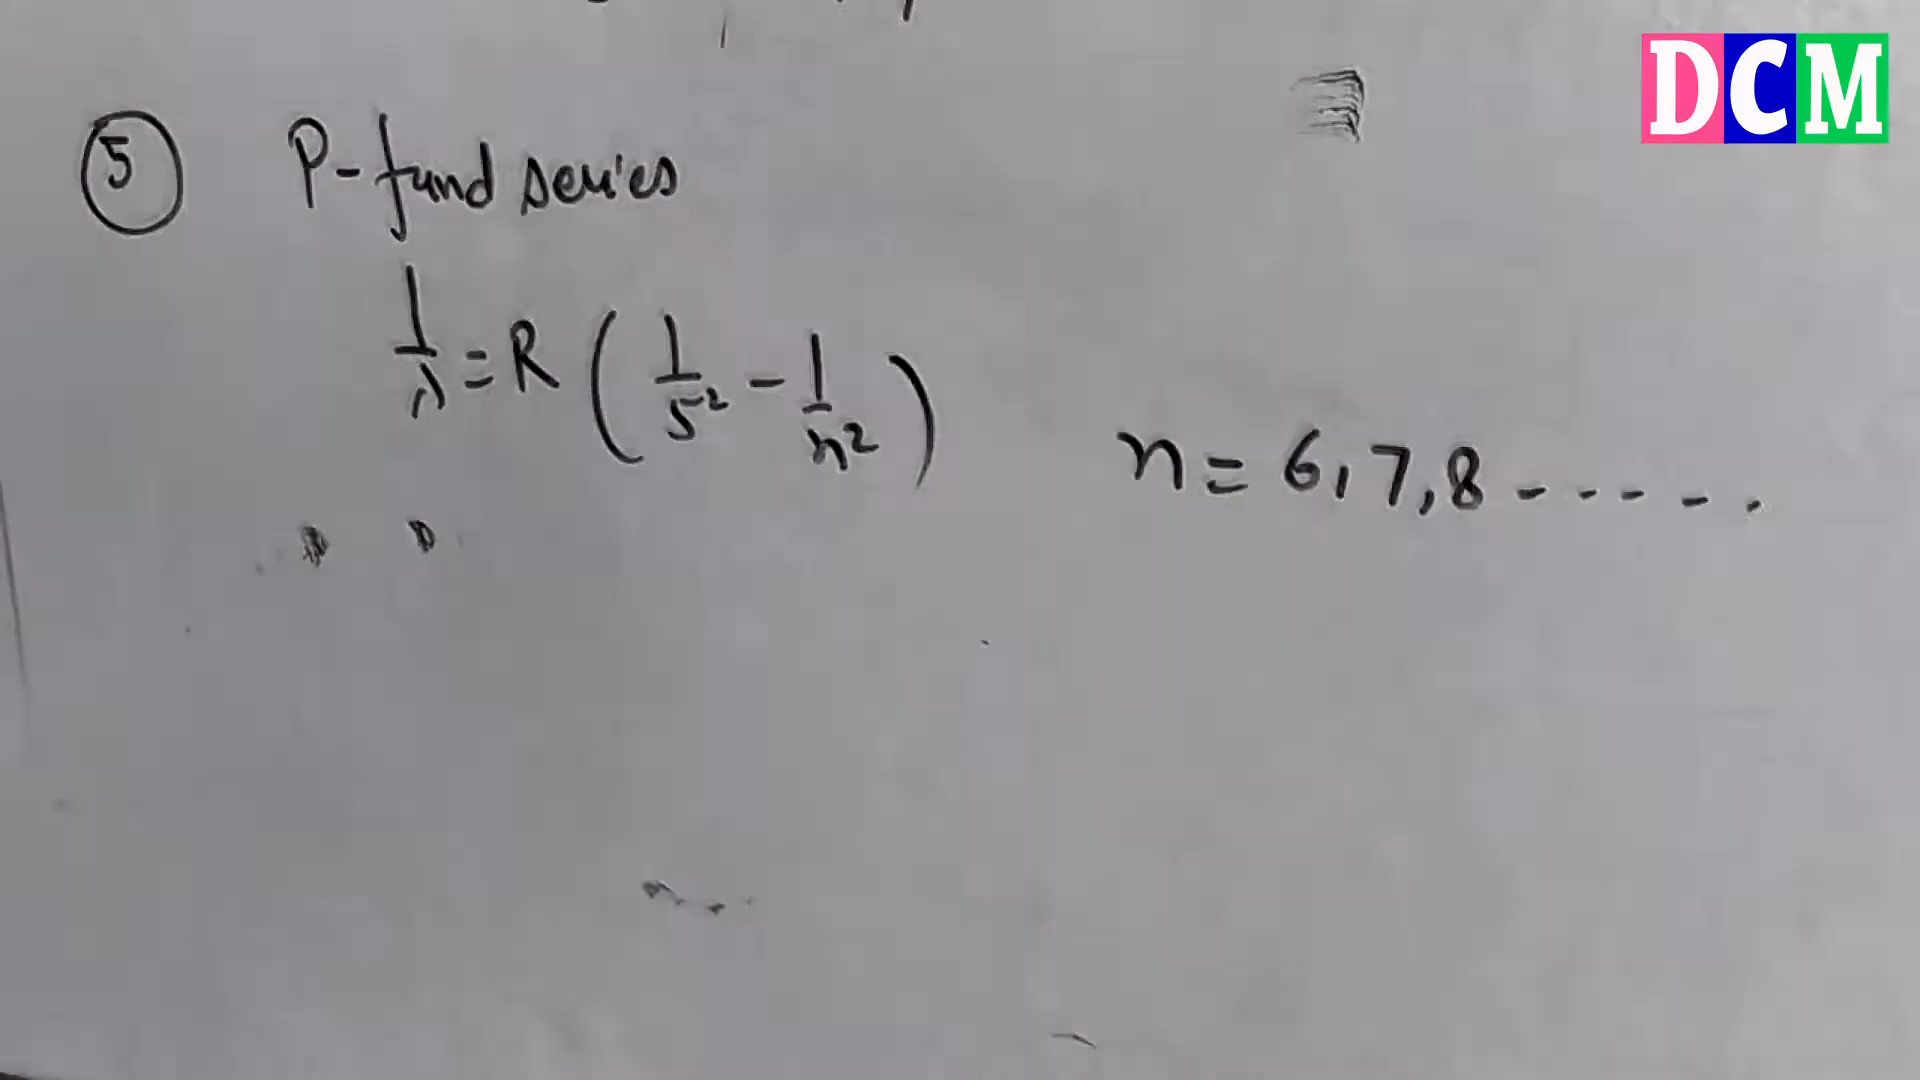 DCM
⑤ P-fund series
1/λ = R (1/5² - 1/n²)
n = 6, 7, 8 - - - - -